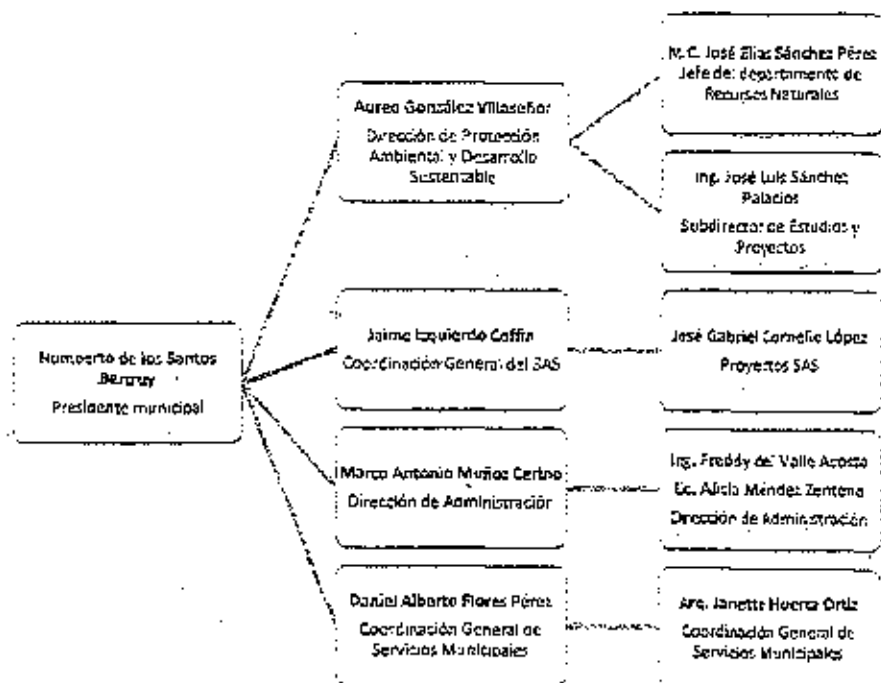 M.C. José Elías Sánchez Pérez
Jefe del departamento de
Recursos Naturales
Aureo González Villaseñor
Dirección de Protección
Ambiental y Desarrollo
Sustentable
Ing. José Luis Sánchez
Palacios
Subdirector de Estudios y
Proyectos
Humberto de los Santos
Presidente municipal
Jaime Izquierdo Coffin
Coordinación General del SAS
José Gabriel Cornelio López
Proyectos SAS
Marco Antonio Muñoz Cerino
Dirección de Administración
Ing. Freddy del Valle Acosta
Alicia Méndez Zenteno
Dirección de Administración
Daniel Alberto Flores Pérez
Coordinación General de
Servicios Municipales
Arq. Janette Huerta Ortiz
Coordinación General de
Servicios Municipales